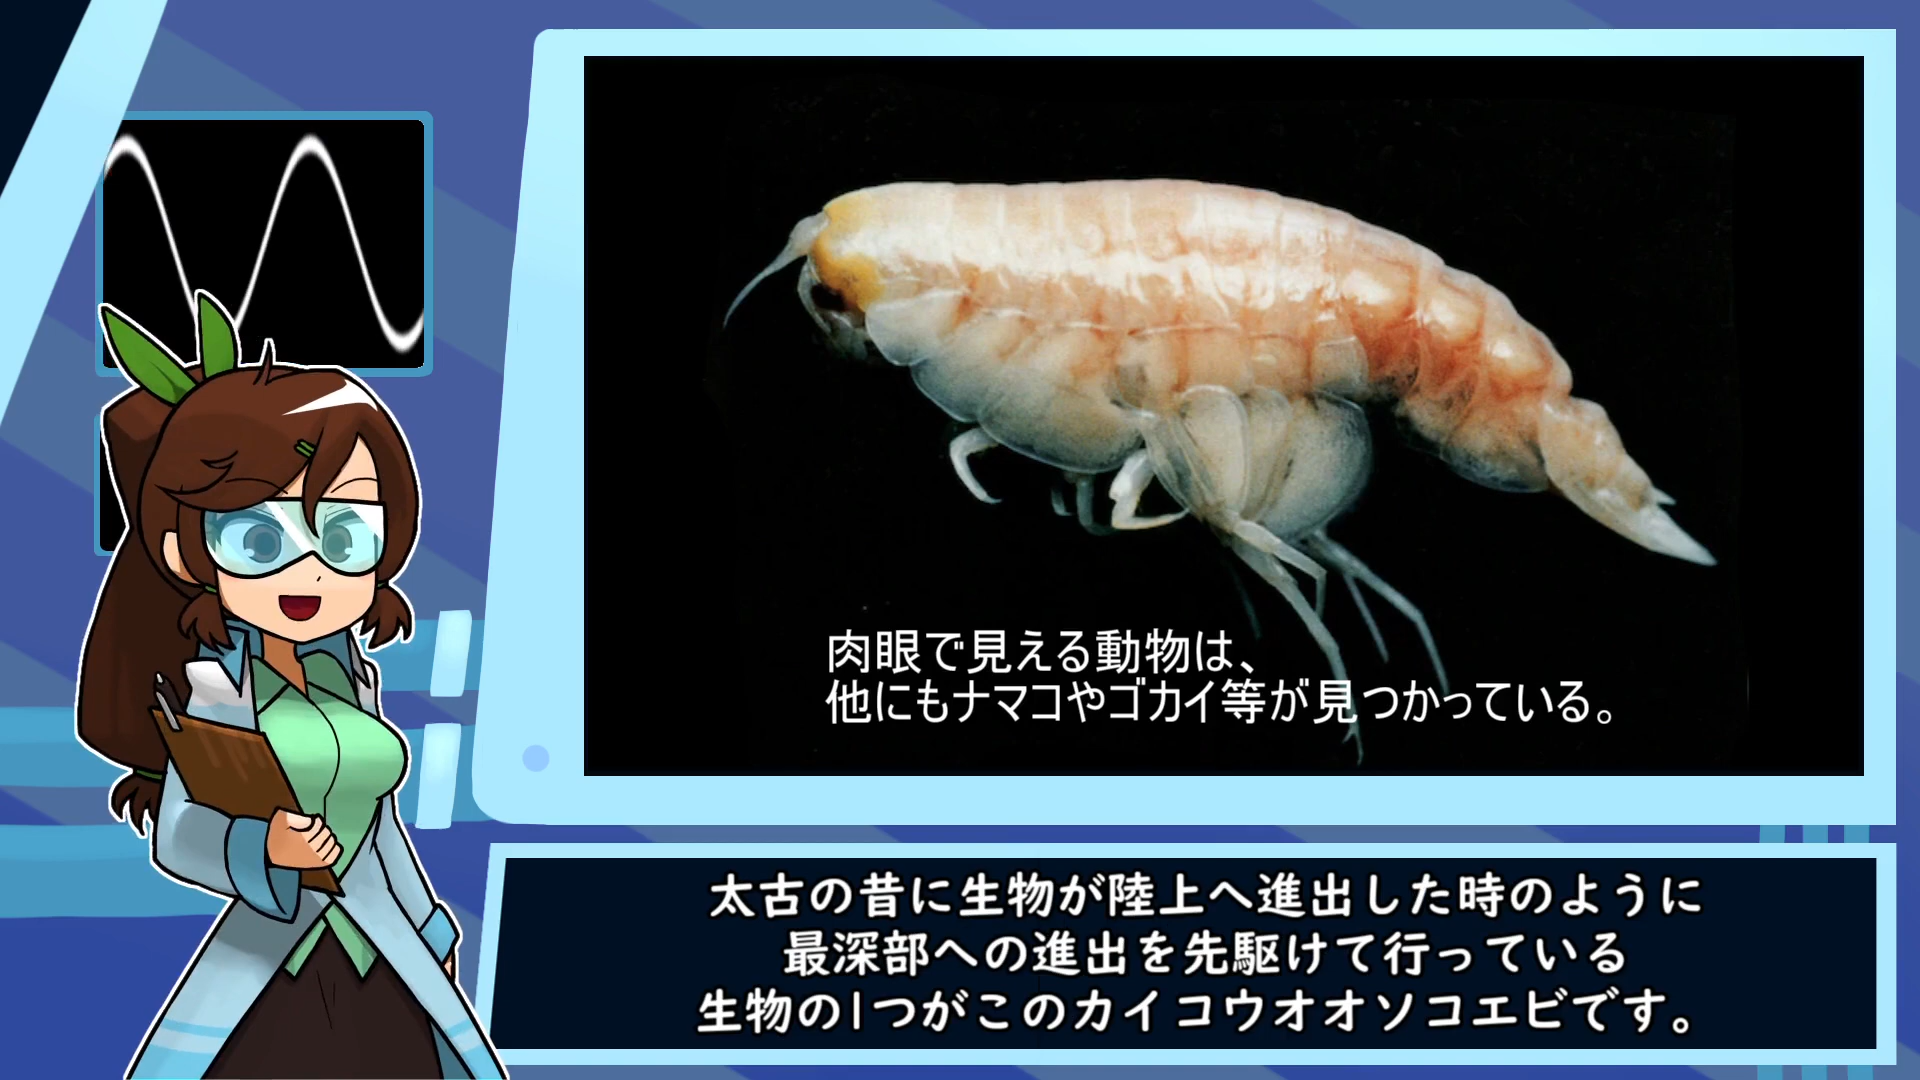 肉眼で見える動物は、
他にもナマコやゴカイ等が見つかっている。
太古の昔に生物が陸上へ進出した時のように
最深部への進出を先駆けて行っている
生物の1つがこのカイコウオオソコエビです。